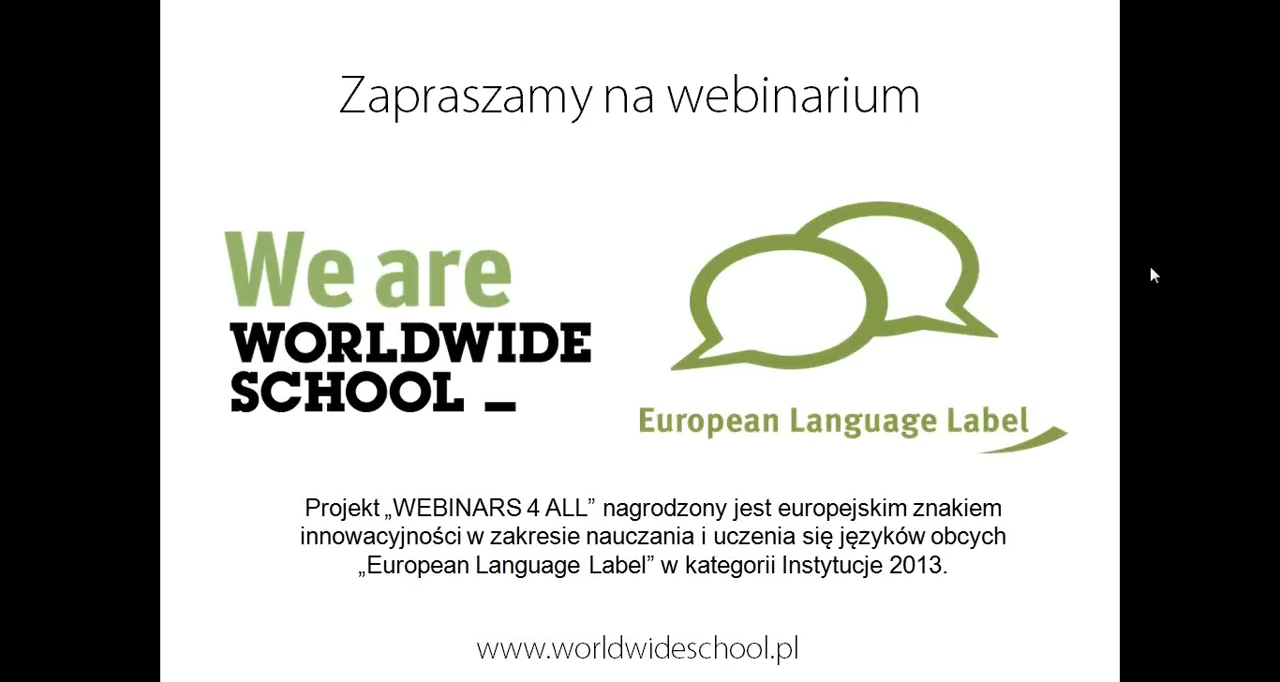 Zapraszamy na webinarium
We are
WORLDWIDE
SCHOOL _
European Language Label
Projekt „WEBINARS 4 ALL” nagrodzony jest europejskim znakiem
innowacyjności w zakresie nauczania i uczenia się języków obcych
„European Language Label” w kategorii Instytucje 2013.
www.worldwideschool.pl